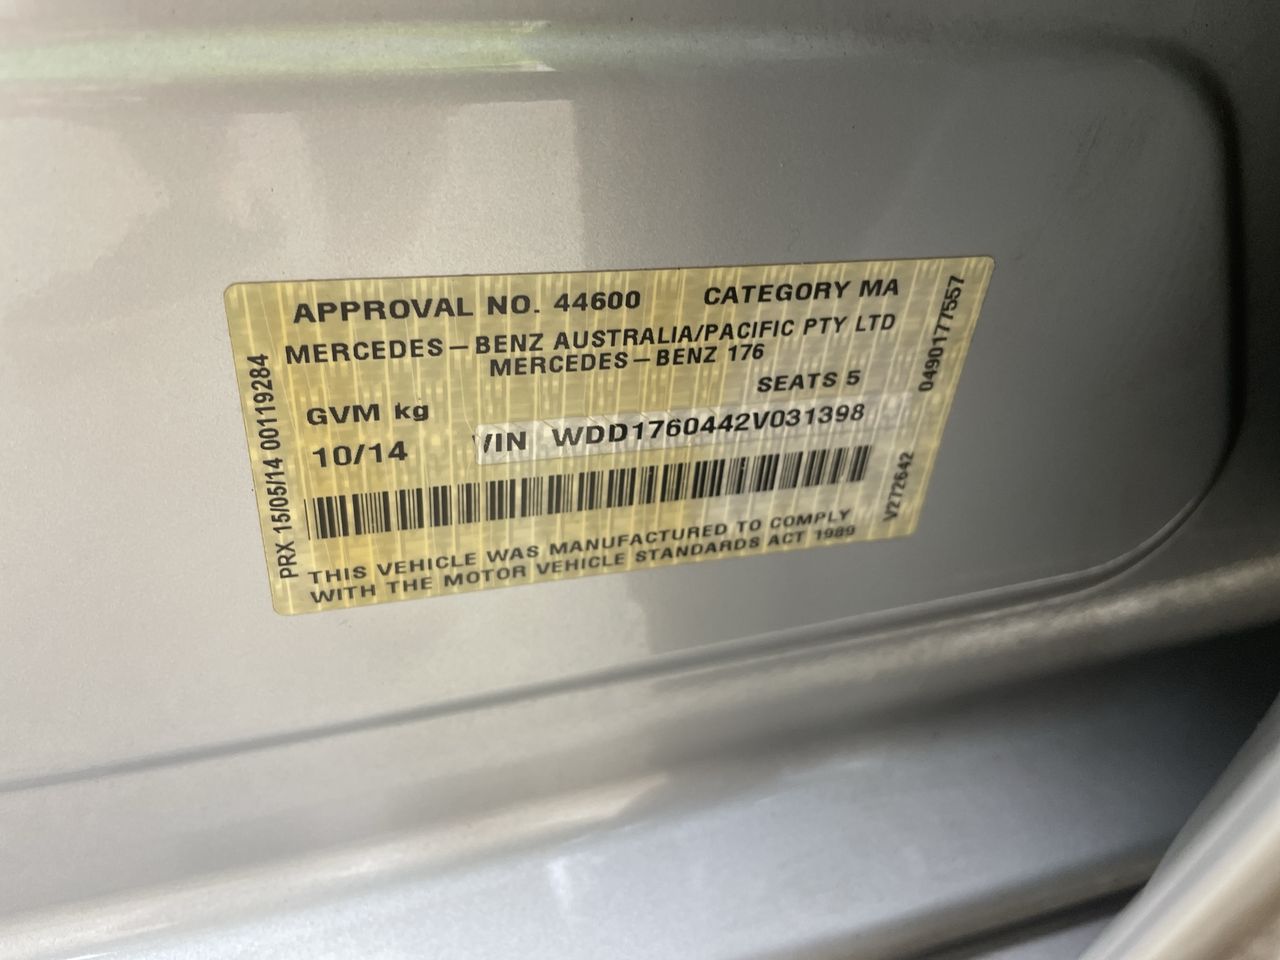 APPROVAL NO. 44600 CATEGORY MA
MERCEDES-BENZ AUSTRALIA/PACIFIC PTY LTD
MERCEDES-BENZ 176
SEATS 5
GVM kg
10/14 VIN WDD1760442V031398
THIS VEHICLE WAS MANUFACTURED TO COMPLY
WITH THE MOTOR VEHICLE STANDARDS ACT 1989
PRX 15/05/14 00119284
0490177557
V272642